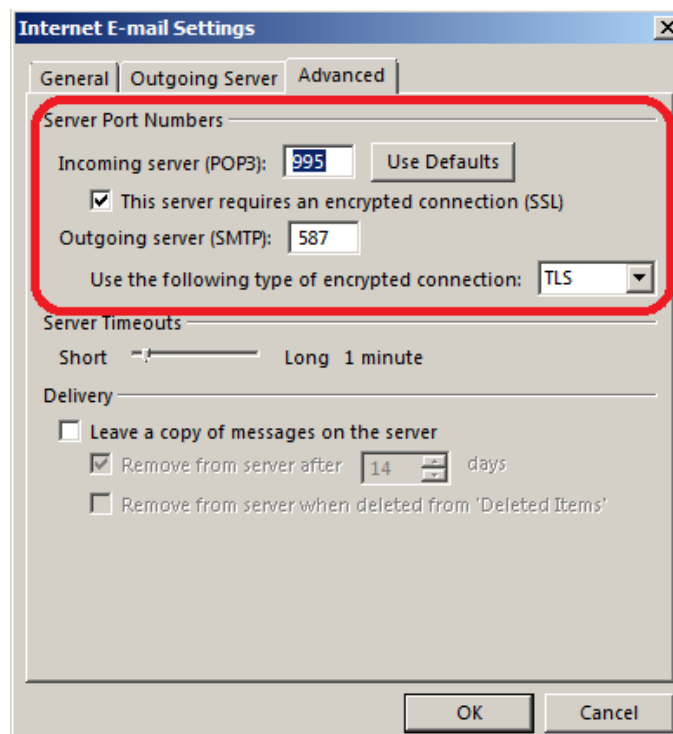 Internet E-mail Settings
General Outgoing Server Advanced
Server Port Numbers
Incoming server (POP3): 995 Use Defaults
This server requires an encrypted connection (SSL)
Outgoing server (SMTP): 587
Use the following type of encrypted connection: TLS
Server Timeouts
Short Long 1 minute
Delivery
Leave a copy of messages on the server
Remove from server after 14 days
Remove from server when deleted from 'Deleted Items'
OK Cancel